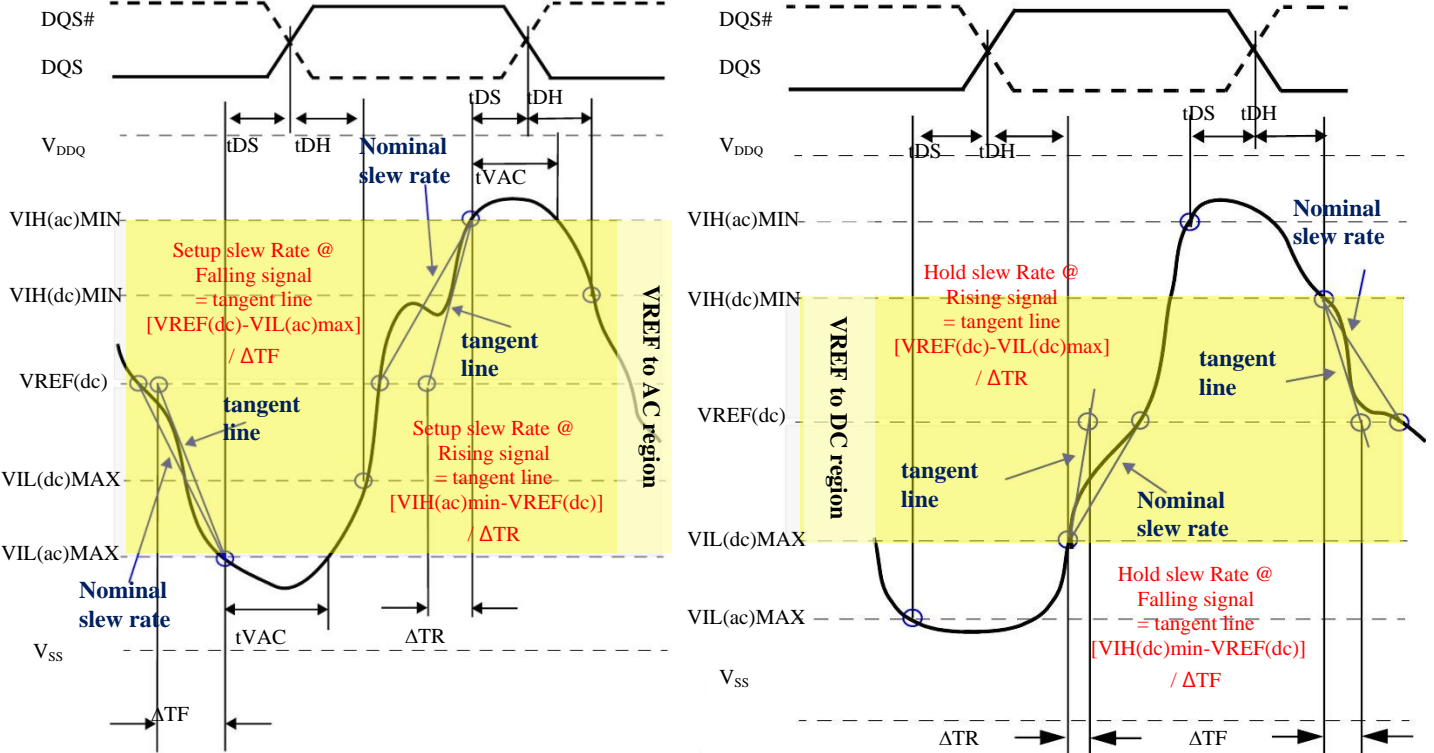 DQS#
DQS
tDS
tDH
tDS
tDH
VDDQ
Nominal
slew rate
tVAC
VIH(ac)MIN
Setup slew Rate @
Falling signal
= tangent line
[VREF(dc)-VIL(ac)max]
/ ΔTF
VIH(dc)MIN
tangent
line
VREF to AC region
VREF(dc)
tangent
line
Setup slew Rate @
Rising signal
= tangent line
[VIH(ac)min-VREF(dc)]
/ ΔTR
VIL(dc)MAX
VIL(ac)MAX
Nominal
slew rate
tVAC
ΔTR
VSS
ΔTF
DQS#
DQS
tDS
tDH
tDS
tDH
VDDQ
VIH(ac)MIN
Nominal
slew rate
Hold slew Rate @
Rising signal
= tangent line
[VREF(dc)-VIL(dc)max]
/ ΔTR
VIH(dc)MIN
VREF to DC region
tangent
line
VREF(dc)
tangent
line
Nominal
slew rate
VIL(dc)MAX
Hold slew Rate @
Falling signal
= tangent line
[VIH(dc)min-VREF(dc)]
/ ΔTF
VIL(ac)MAX
VSS
ΔTR
ΔTF